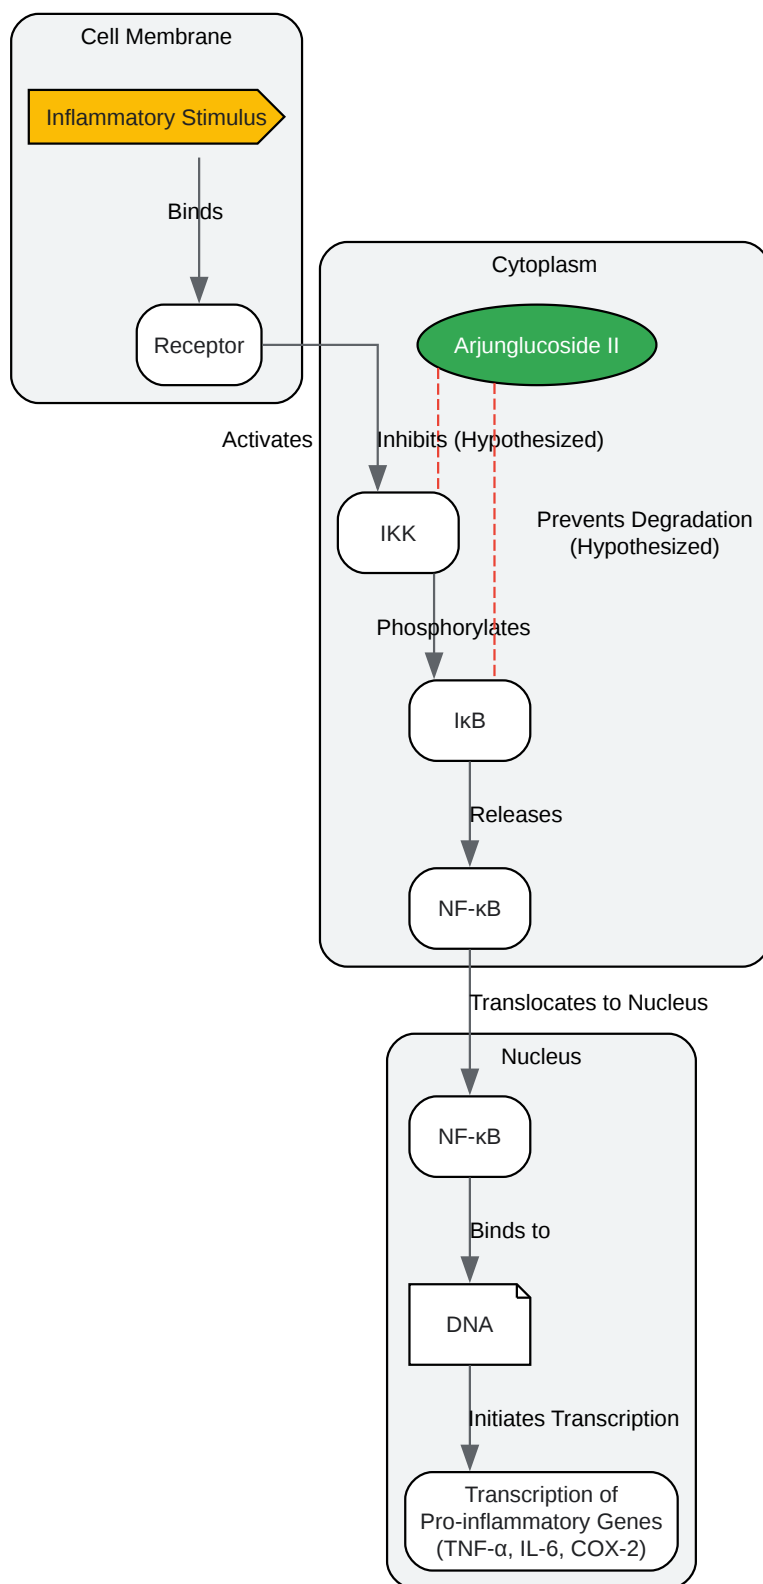 Cell Membrane
Inflammatory Stimulus
Binds
Receptor
Cytoplasm
Arjunglucoside II
Activates
Inhibits (Hypothesized)
IKK
Prevents Degradation
(Hypothesized)
Phosphorylates
IκB
Releases
NF-κB
Translocates to Nucleus
Nucleus
NF-κB
Binds to
DNA
Initiates Transcription
Transcription of
Pro-inflammatory Genes
(TNF-α, IL-6, COX-2)